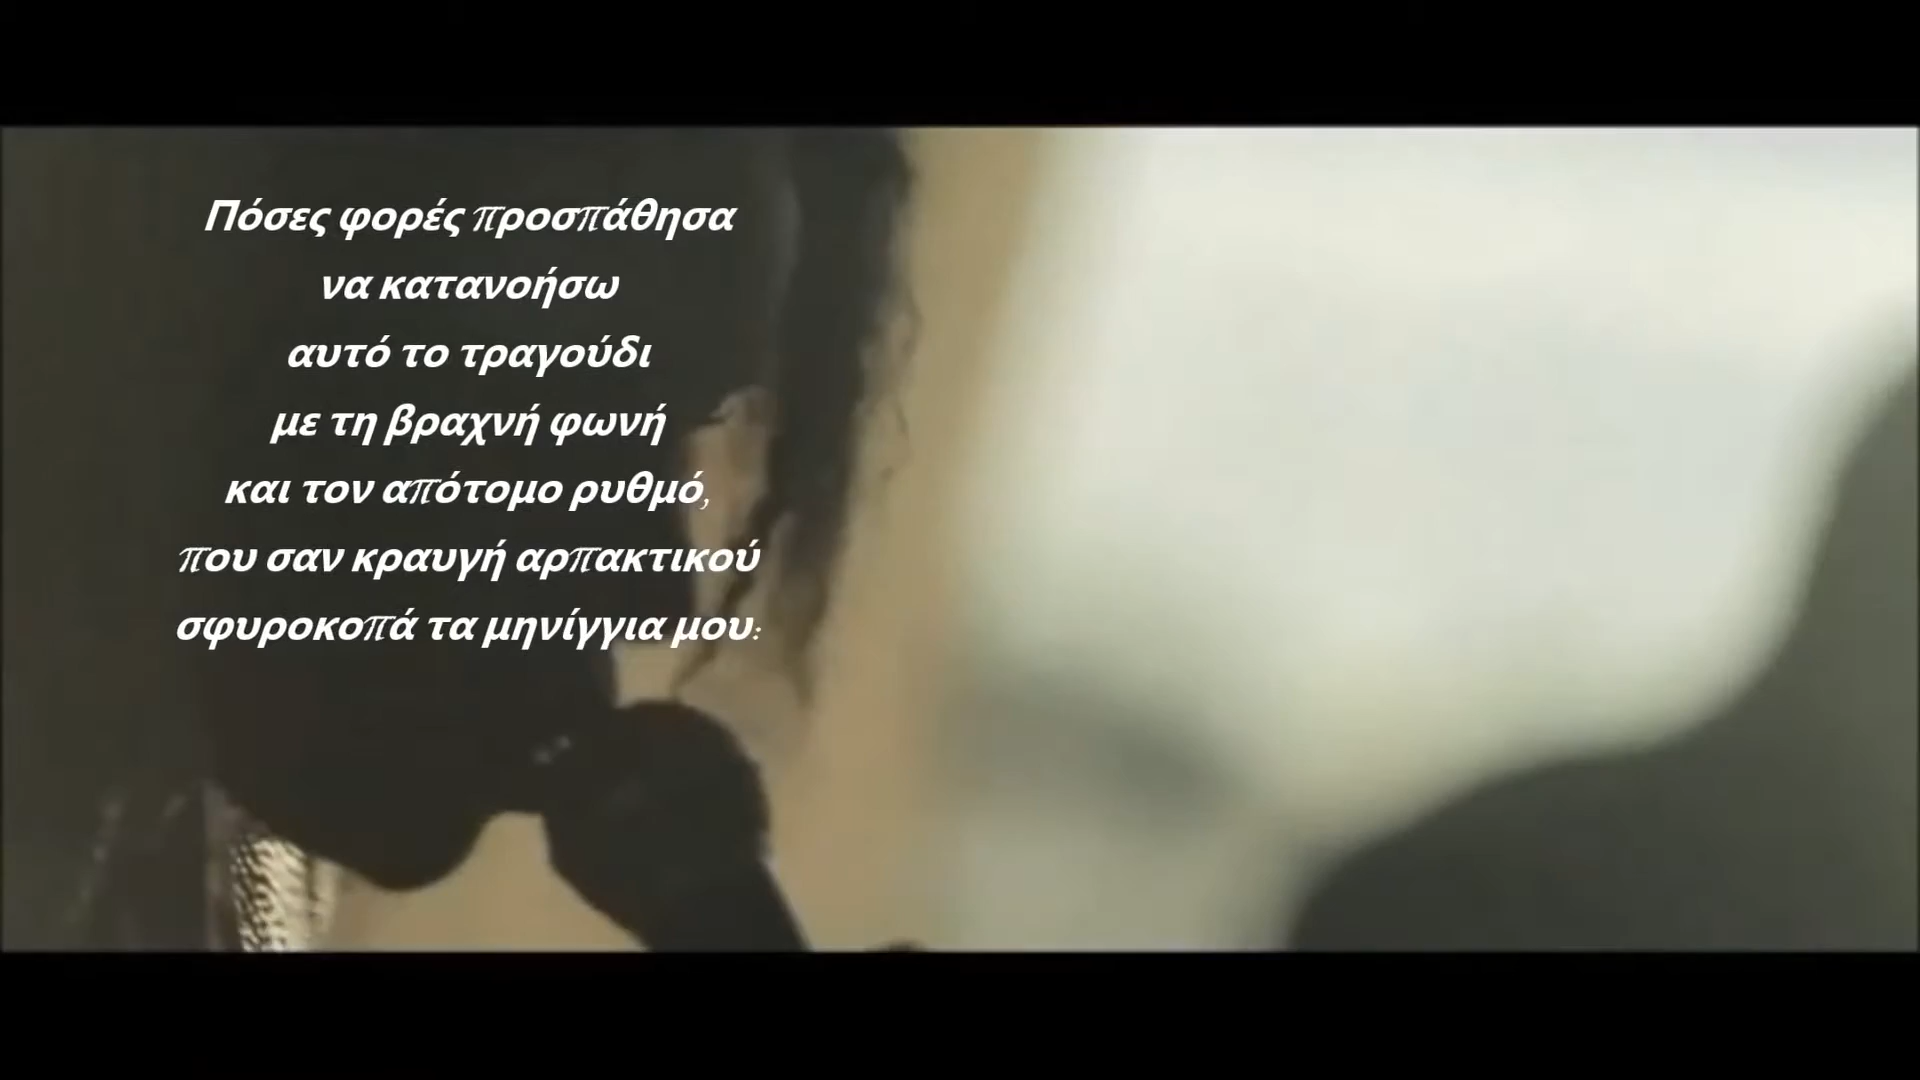 Πόσες φορές προσπάθησα
να κατανοήσω
αυτό το τραγούδι
με τη βραχνή φωνή
και τον απότομο ρυθμό,
που σαν κραυγή αρπακτικού
σφυροκοπά τα μηνίγγια μου: